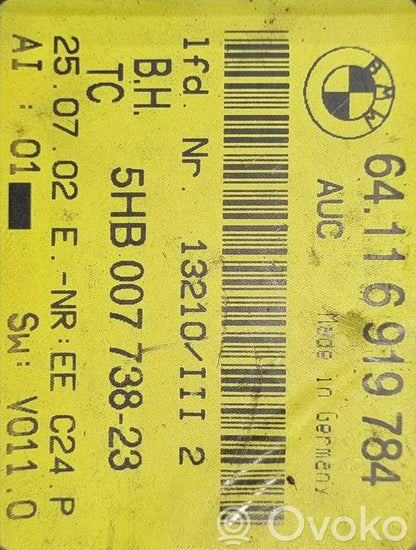 BMW
64.11 6 919 784
AUC Made in Germany
lfd. Nr. 13210/III 2
B.H.
TC 5HB 007 738-23
25.07.02 E.-NR:EE C24.P
AI : 01 Sw: V011.0
© Ovoko